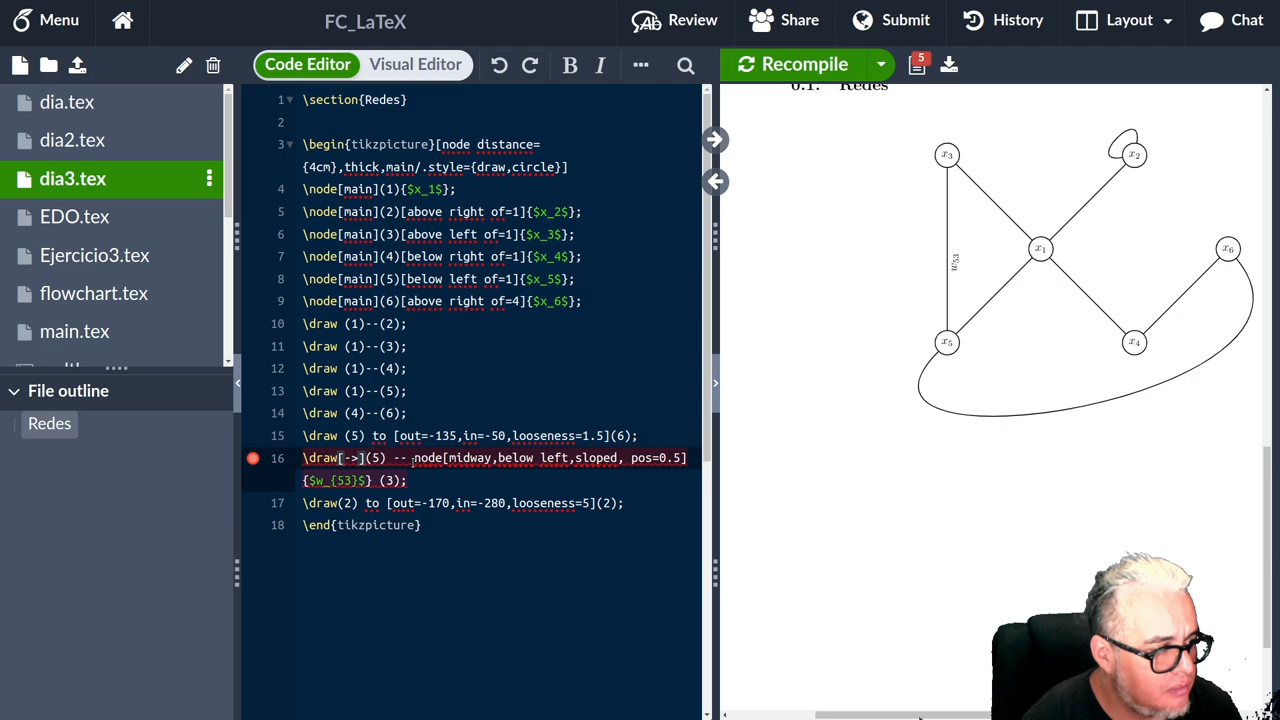 Menu
FC_LaTeX
Review
Share
Submit
History
Layout
Chat
Code Editor
Visual Editor
B
I
Recompile
5
dia.tex
dia2.tex
dia3.tex
EDO.tex
Ejercicio3.tex
flowchart.tex
main.tex
File outline
Redes
1 \section{Redes}
2
3 \begin{tikzpicture}[node distance=
{4cm},thick,main/.style={draw,circle}]
4 \node[main](1){$x_1$};
5 \node[main](2)[above right of=1]{$x_2$};
6 \node[main](3)[above left of=1]{$x_3$};
7 \node[main](4)[below right of=1]{$x_4$};
8 \node[main](5)[below left of=1]{$x_5$};
9 \node[main](6)[above right of=4]{$x_6$};
10 \draw (1)--(2);
11 \draw (1)--(3);
12 \draw (1)--(4);
13 \draw (1)--(5);
14 \draw (4)--(6);
15 \draw (5) to [out=-135,in=-50,looseness=1.5](6);
16 \draw[->](5) -- node[midway,below left,sloped, pos=0.5]
{$w_{53}$} (3);
17 \draw(2) to [out=-170,in=-280,looseness=5](2);
18 \end{tikzpicture}
0.1. Redes
x3
x2
x1
x6
w53
x5
x4